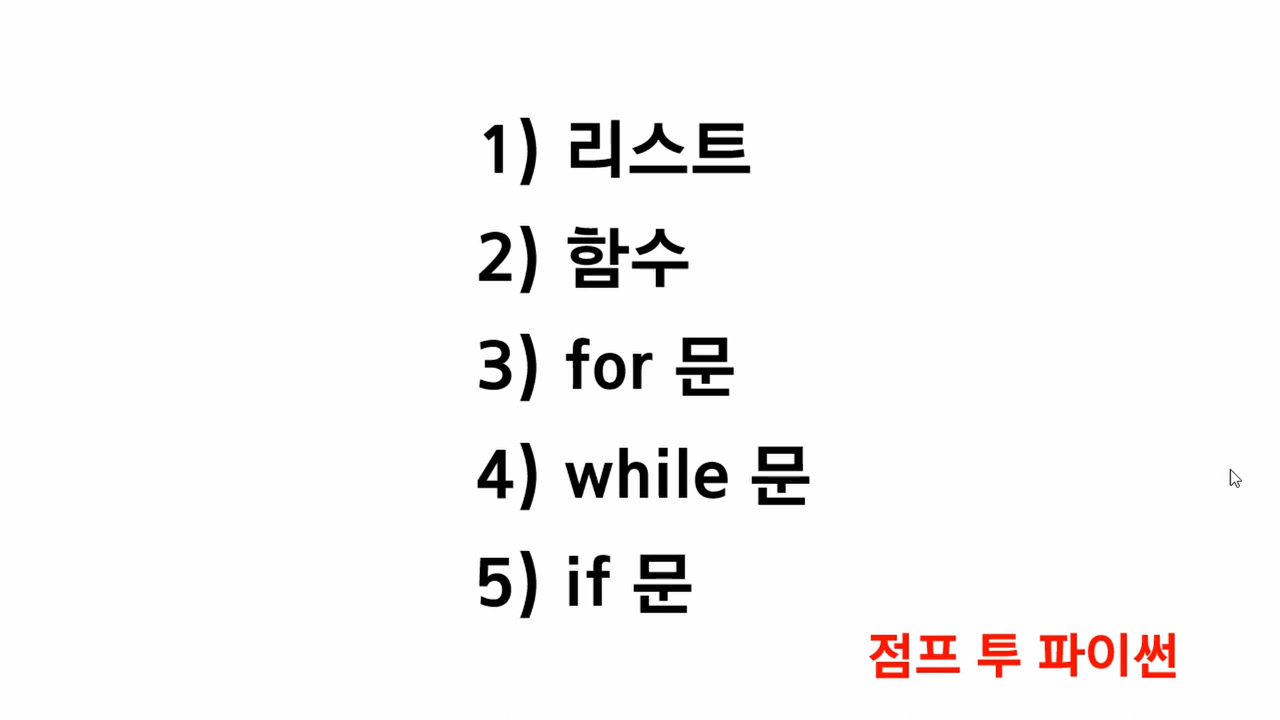 1) 리스트
2) 함수
3) for 문
4) while 문
5) if 문
점프 투 파이썬